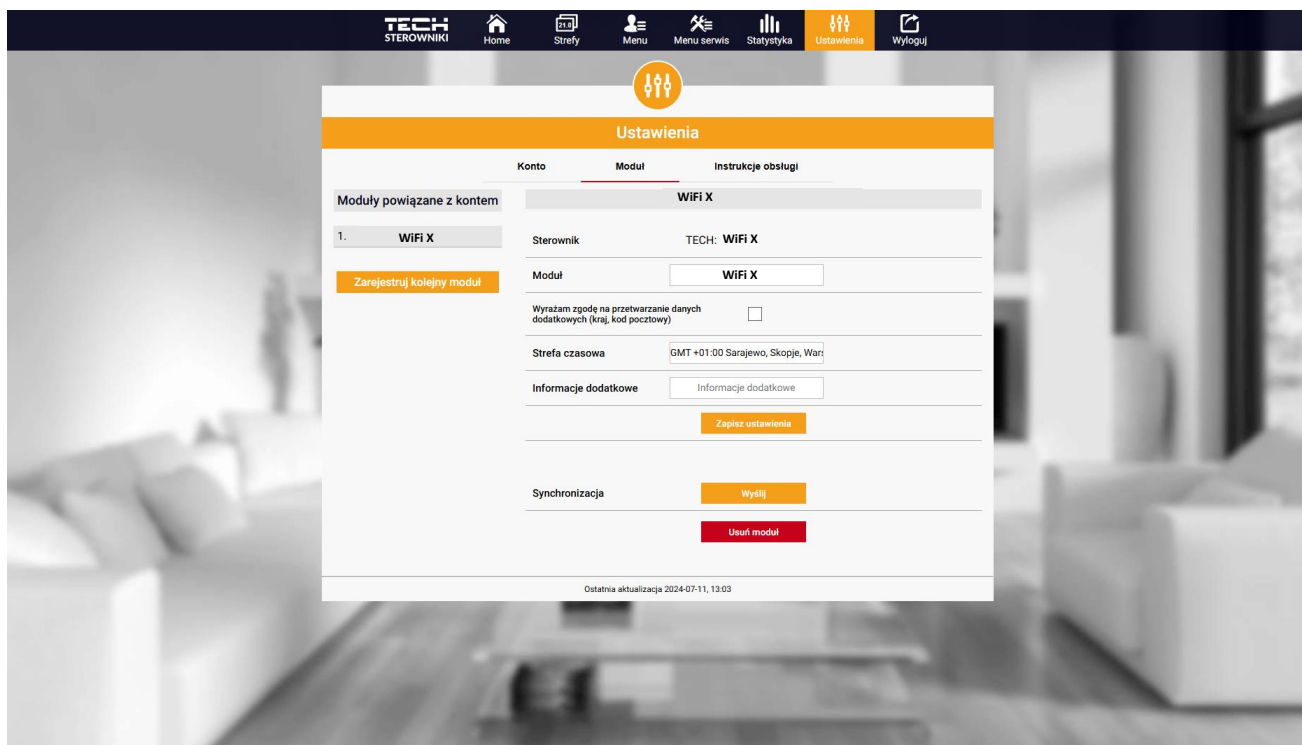 TECH
STEROWNIKI
Home
21.0
Strefy
Menu
Menu serwis
Statystyka
Ustawienia
Wyloguj
Ustawienia
Konto
Moduł
Instrukcje obsługi
Moduły powiązane z kontem
1. WiFi X
Zarejestruj kolejny moduł
WiFi X
Sterownik TECH: WiFi X
Moduł WiFi X
Wyrażam zgodę na przetwarzanie danych
dodatkowych (kraj, kod pocztowy)
Strefa czasowa GMT +01:00 Sarajewo, Skopje, Wars
Informacje dodatkowe Informacje dodatkowe
Zapisz ustawienia
Synchronizacja Wyślij
Usuń moduł
Ostatnia aktualizacja 2024-07-11, 13:03